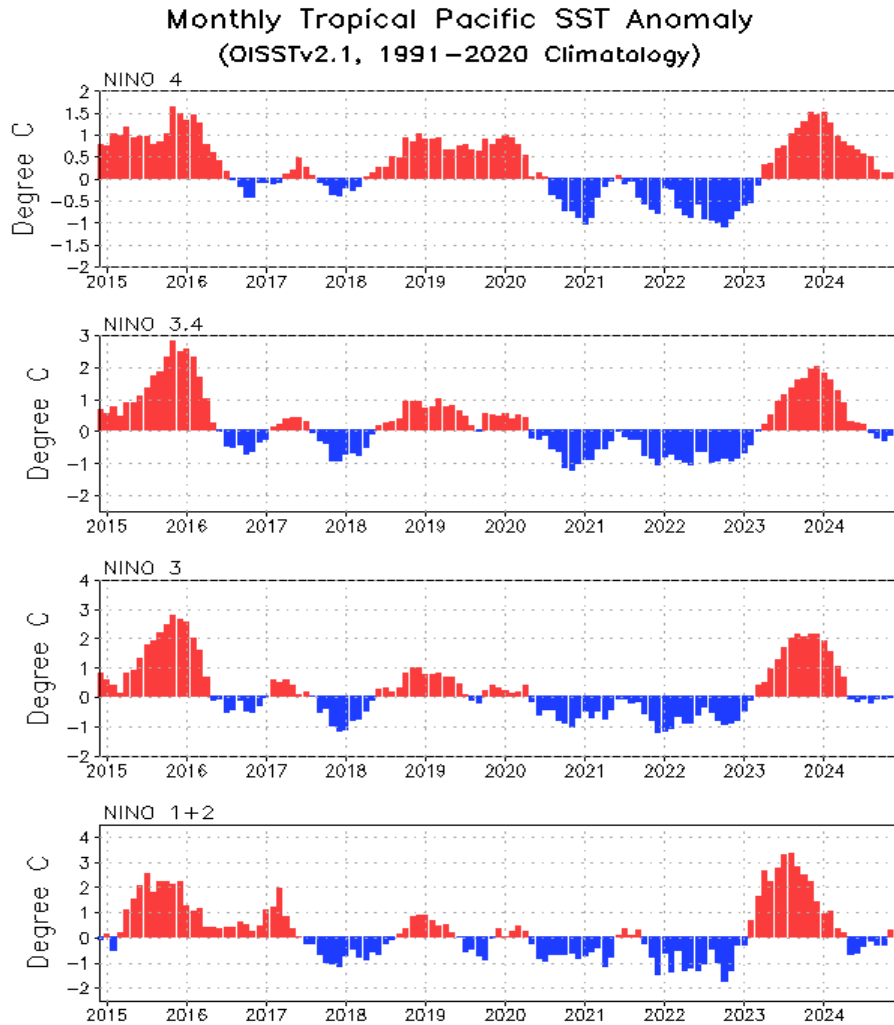 Monthly Tropical Pacific SST Anomaly
(OISSTv2.1, 1991−2020 Climatology)
NINO 4
Degree C
2
1.5
1
0.5
0
−0.5
−1
−1.5
−2
2015 2016 2017 2018 2019 2020 2021 2022 2023 2024
NINO 3.4
Degree C
3
2
1
0
−1
−2
2015 2016 2017 2018 2019 2020 2021 2022 2023 2024
NINO 3
Degree C
4
3
2
1
0
−1
−2
2015 2016 2017 2018 2019 2020 2021 2022 2023 2024
NINO 1+2
Degree C
4
3
2
1
0
−1
−2
2015 2016 2017 2018 2019 2020 2021 2022 2023 2024